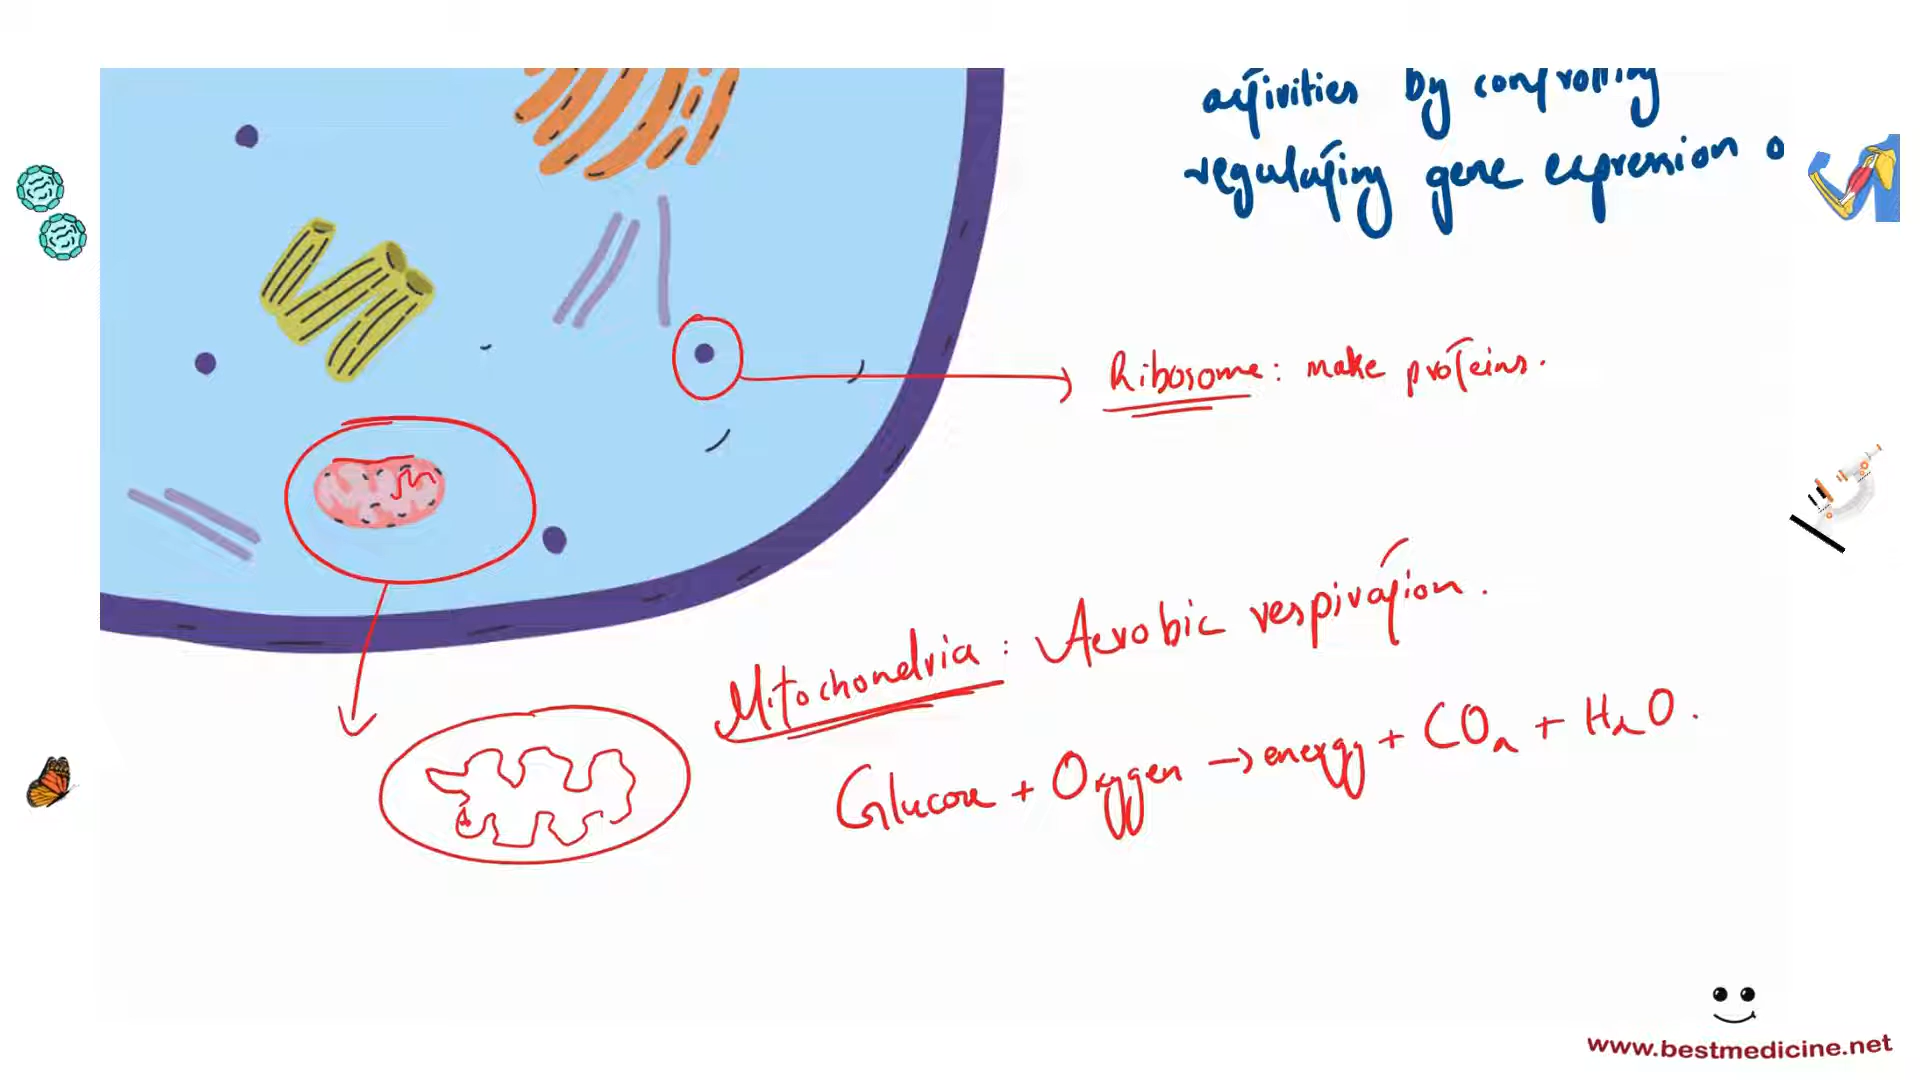 activities by controlling
regulating gene expression o
Ribosome: make proteins.
Mitochondria: Aerobic respiration.
Glucose + Oxygen → energy + CO₂ + H₂O.
www.bestmedicine.net